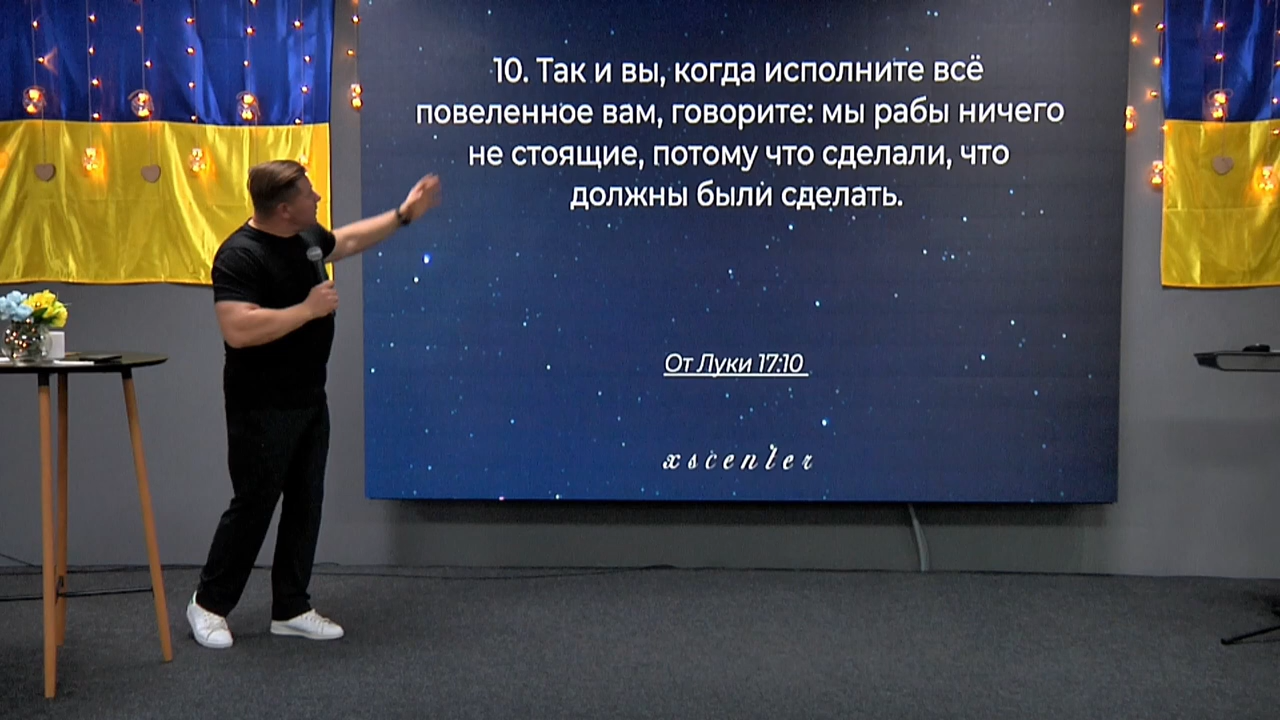 10. Так и вы, когда исполните всё
повеленное вам, говорите: мы рабы ничего
не стоящие, потому что сделали, что
должны были сделать.
От Луки 17:10
xscenter